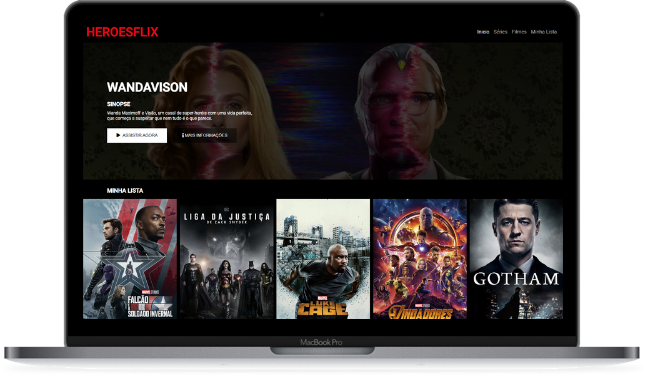 HEROESFLIX
Início Séries Filmes Minha Lista
WANDAVISON
SINOPSE
Wanda Maximoff e Visão, um casal de super-heróis com uma vida perfeita,
que começa a suspeitar que nem tudo é o que parece.
ASSISTIR AGORA
MAIS INFORMAÇÕES
MINHA LISTA
FALCÃO
E O
SOLDADO INVERNAL
LIGA DA JUSTIÇA
DE ZACK SNYDER
MARVEL
LUKE
CAGE
VINGADORES
GOTHAM
MacBook Pro